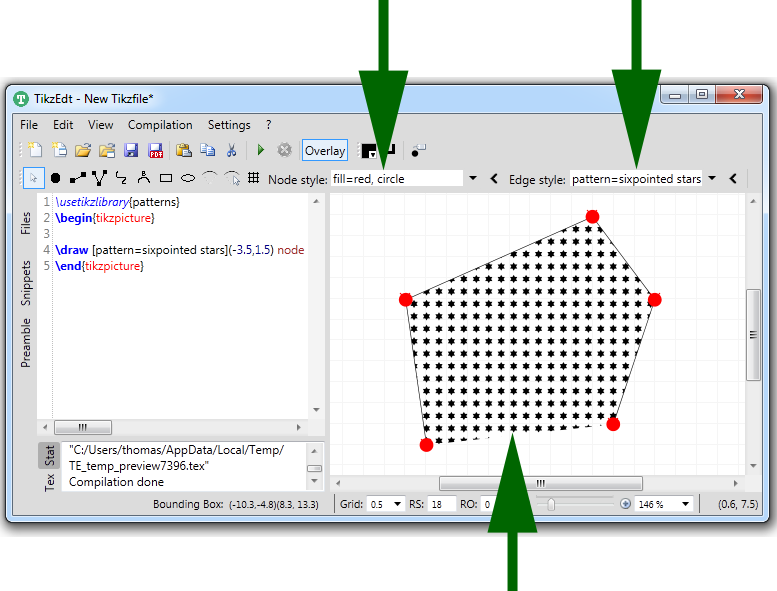 TikzEdt - New Tikzfile*
File Edit View Compilation Settings ?
PDF Overlay
Node style: fill=red, circle Edge style: pattern=sixpointed stars
Files
Snippets
Preamble
1 \usetikzlibrary{patterns}
2 \begin{tikzpicture}
3
4 \draw [pattern=sixpointed stars](-3.5,1.5) node
5 \end{tikzpicture}
Stat
Tex
"C:/Users/thomas/AppData/Local/Temp/
TE_temp_preview7396.tex"
Compilation done
Bounding Box: (-10.3,-4.8)(8.3, 13.3) Grid: 0.5 RS: 18 RO: 0 146 % (0.6, 7.5)